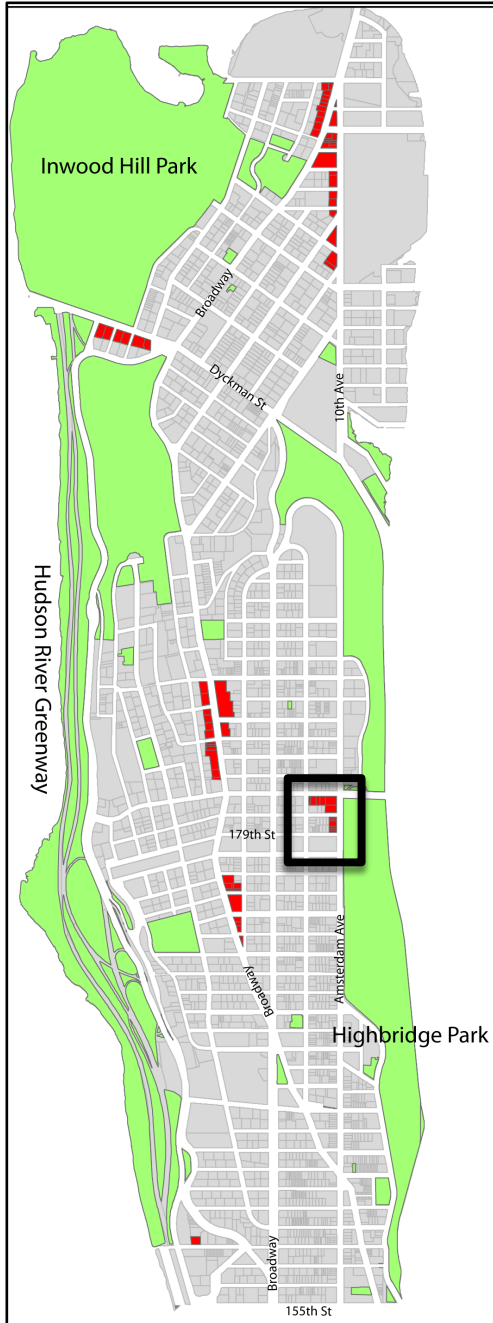 Inwood Hill Park
Broadway
Dyckman St
10th Ave
Hudson River Greenway
179th St
Amsterdam Ave
Broadway
Highbridge Park
Broadway
155th St